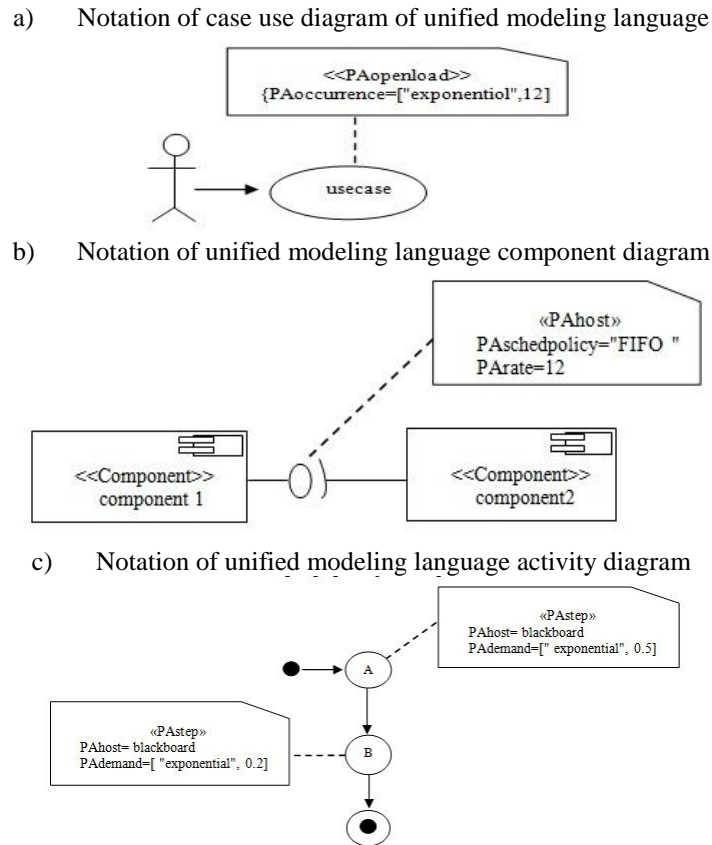 a) Notation of case use diagram of unified modeling language
<<PAopenload>>
{PAoccurrence=["exponentiol",12]
usecase
b) Notation of unified modeling language component diagram
«PAhost»
PAschedpolicy="FIFO "
PArate=12
<<Component>>
component 1
<<Component>>
component2
c) Notation of unified modeling language activity diagram
«PAstep»
PAhost= blackboard
PAdemand=[" exponential", 0.5]
A
«PAstep»
PAhost= blackboard
PAdemand=[ "exponential", 0.2]
B